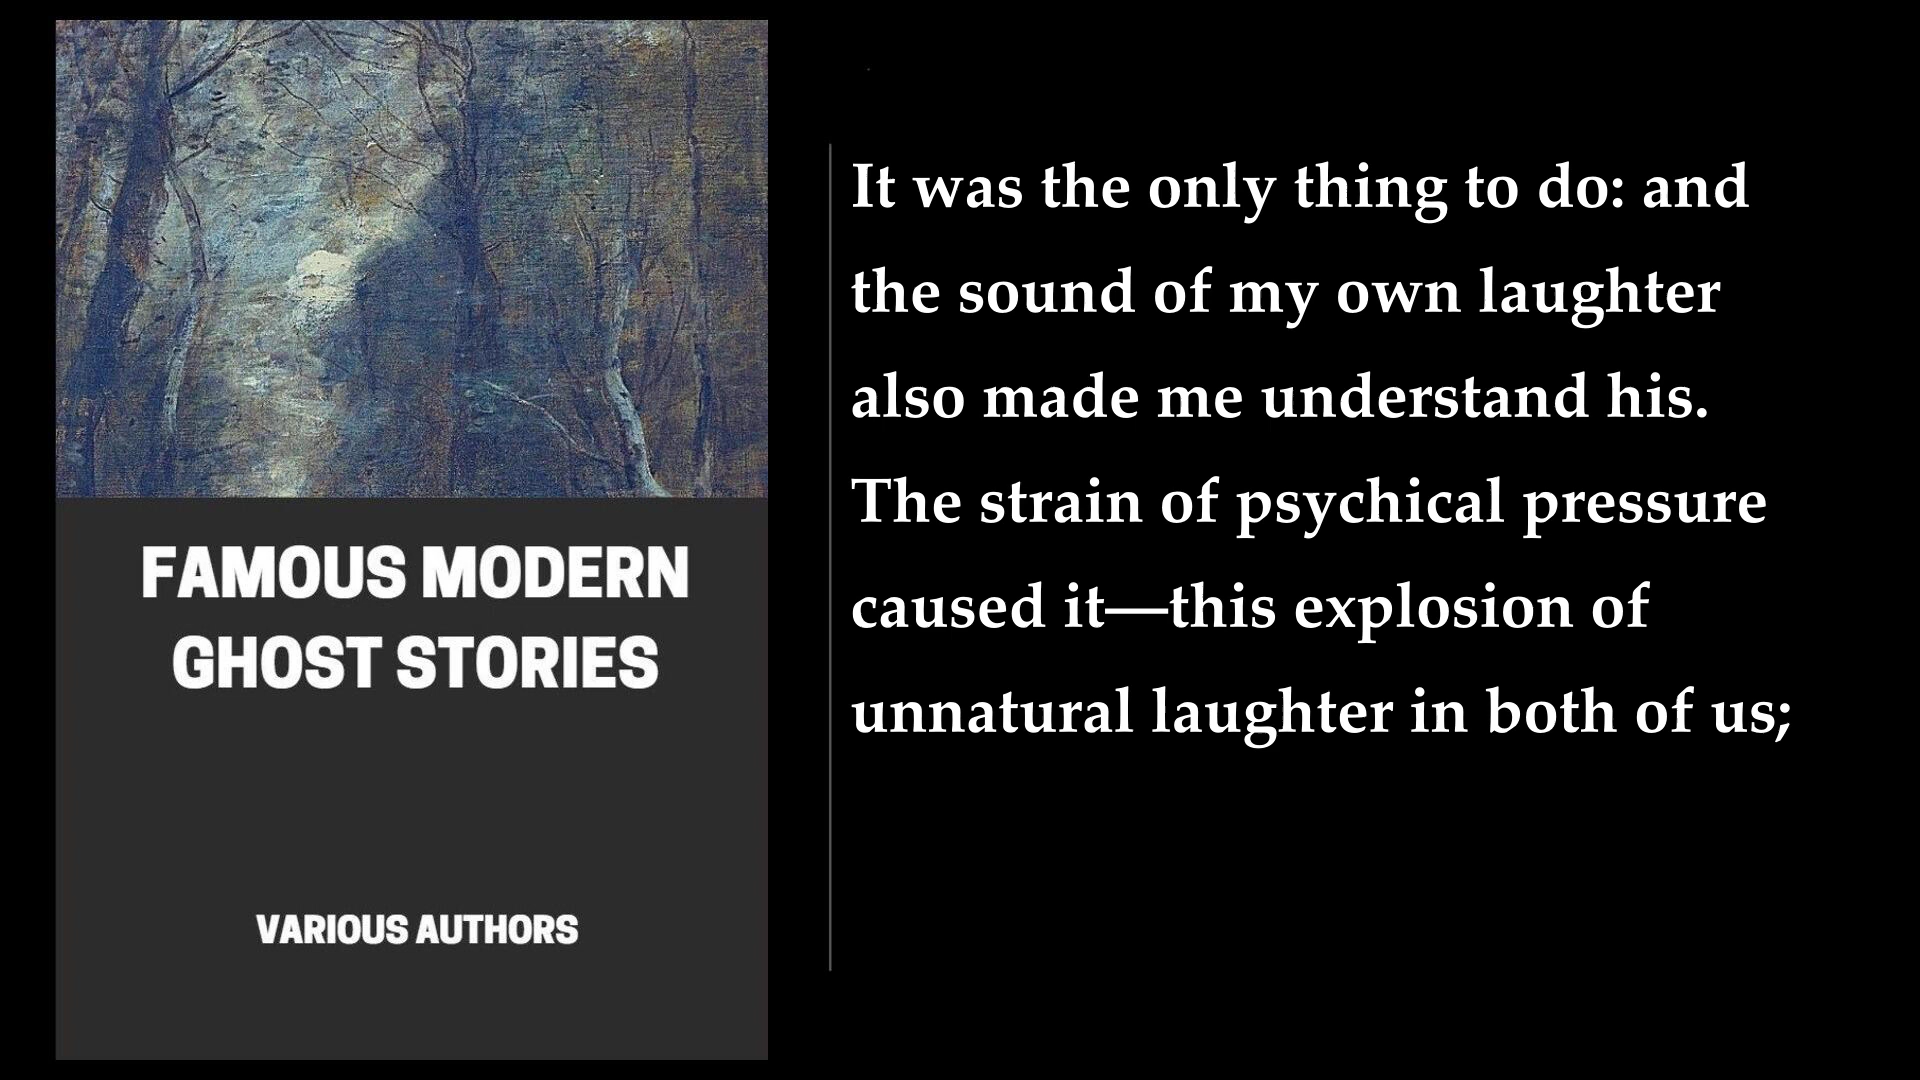 FAMOUS MODERN
GHOST STORIES
VARIOUS AUTHORS
It was the only thing to do: and
the sound of my own laughter
also made me understand his.
The strain of psychical pressure
caused it—this explosion of
unnatural laughter in both of us;